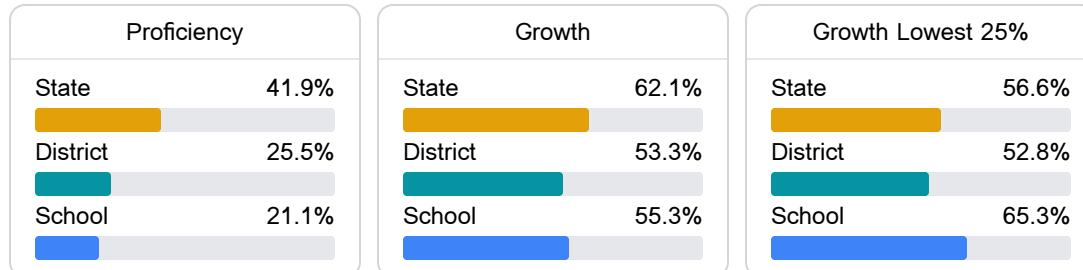 Proficiency
State 41.9%
District 25.5%
School 21.1%
Growth
State 62.1%
District 53.3%
School 55.3%
Growth Lowest 25%
State 56.6%
District 52.8%
School 65.3%